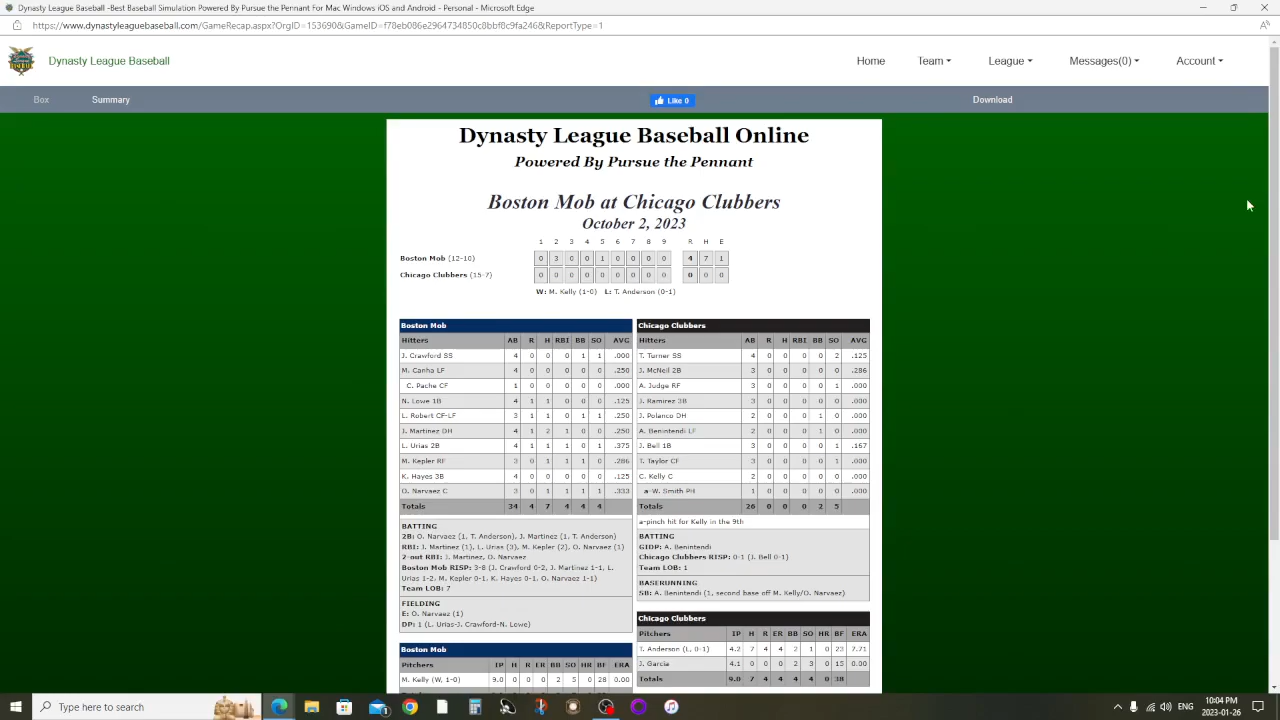 Dynasty League Baseball -Best Baseball Simulation Powered By Pursue the Pennant For Mac Windows iOS and Android - Personal - Microsoft Edge
https://www.dynastyleaguebaseball.com/GameRecap.aspx?OrgID=153690&GameID=f78eb086e2964734850c8bbf8c9fa246&ReportType=1
Dynasty League Baseball Home Team League Messages(0) Account
Box Summary Like 0 Download
Dynasty League Baseball Online
Powered By Pursue the Pennant
Boston Mob at Chicago Clubbers
October 2, 2023
1 2 3 4 5 6 7 8 9 R H E
Boston Mob (12-10) 0 3 0 0 1 0 0 0 0 4 7 1
Chicago Clubbers (15-7) 0 0 0 0 0 0 0 0 0 0 0 0
W: M. Kelly (1-0) L: T. Anderson (0-1)
Boston Mob
Hitters AB R H RBI BB SO AVG
J. Crawford SS 4 0 0 0 1 1 .000
M. Canha LF 4 0 0 0 0 0 .250
C. Pache CF 1 0 0 0 0 0 .000
N. Lowe 1B 4 1 1 0 0 0 .125
L. Robert CF-LF 3 1 1 0 1 1 .250
J. Martinez DH 4 1 2 1 0 0 .250
L. Urias 2B 4 1 1 1 0 1 .375
M. Kepler RF 3 0 1 1 1 0 .286
K. Hayes 3B 4 0 0 0 0 0 .125
O. Narvaez C 3 0 1 1 1 1 .333
Totals 34 4 7 4 4 4
BATTING
2B: O. Narvaez (1, T. Anderson), J. Martinez (1, T. Anderson)
RBI: J. Martinez (1), L. Urias (3), M. Kepler (2), O. Narvaez (1)
2-out RBI: J. Martinez, O. Narvaez
Boston Mob RISP: 3-8 (J. Crawford 0-2, J. Martinez 1-1, L.
Urias 1-2, M. Kepler 0-1, K. Hayes 0-1, O. Narvaez 1-1)
Team LOB: 7
FIELDING
E: O. Narvaez (1)
DP: 1 (L. Urias-J. Crawford-N. Lowe)
Boston Mob
Pitchers IP H R ER BB SO HR BF ERA
M. Kelly (W, 1-0) 9.0 0 0 0 2 5 0 28 0.00
Chicago Clubbers
Hitters AB R H RBI BB SO AVG
T. Turner SS 4 0 0 0 0 2 .125
J. McNeil 2B 3 0 0 0 0 0 .286
A. Judge RF 3 0 0 0 0 1 .000
J. Ramirez 3B 3 0 0 0 0 0 .000
J. Polanco DH 2 0 0 0 1 0 .000
A. Benintendi LF 2 0 0 0 1 0 .000
J. Bell 1B 3 0 0 0 0 1 .167
T. Taylor CF 3 0 0 0 0 1 .000
C. Kelly C 2 0 0 0 0 0 .000
a-W. Smith PH 1 0 0 0 0 0 .000
Totals 26 0 0 0 2 5
a-pinch hit for Kelly in the 9th
BATTING
GIDP: A. Benintendi
Chicago Clubbers RISP: 0-1 (J. Bell 0-1)
Team LOB: 1
BASERUNNING
SB: A. Benintendi (1, second base off M. Kelly/O. Narvaez)
Chicago Clubbers
Pitchers IP H R ER BB SO HR BF ERA
T. Anderson (L, 0-1) 4.2 7 4 4 2 1 0 23 7.71
J. Garcia 4.1 0 0 0 2 3 0 15 0.00
Totals 9.0 7 4 4 4 4 0 38
Type here to search
ENG
10:04 PM
2023-01-26